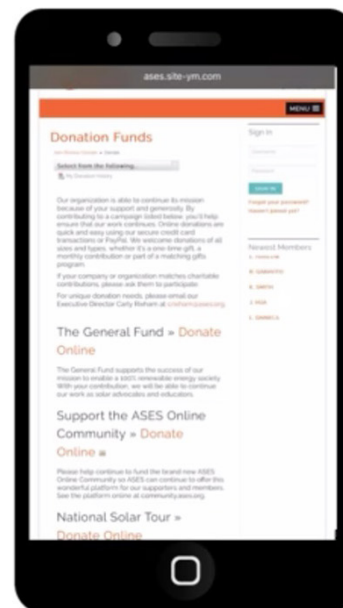 ases.site-ym.com
MENU
Donation Funds
Select from the following...
My Donation History
Our organization is able to continue its mission
because of your support and generosity. By
contributing to a campaign listed below, you'll help
ensure that our work continues. Online donations are
quick and easy using our secure credit card
transactions or PayPal. We welcome donations of all
sizes and types, whether it's a one-time gift, a
monthly contribution or part of a matching gifts
program.
If your company or organization matches charitable
contributions, please ask them to participate.
For unique donation needs, please email our
Executive Director Carly Rixham at
The General Fund » Donate
Online
The General Fund supports the success of our
mission to enable a 100% renewable energy society.
With your contribution, we will be able to continue
our work as solar advocates and educators.
Support the ASES Online
Community » Donate
Online
Please help continue to fund the brand new ASES
Online Community so ASES can continue to offer this
wonderful platform for our supporters and members.
See the platform online at community.ases.org.
National Solar Tour »
Donate Online
Sign In
Username
Password
SIGN IN
Forgot your password?
Haven't joined yet?
Newest Members